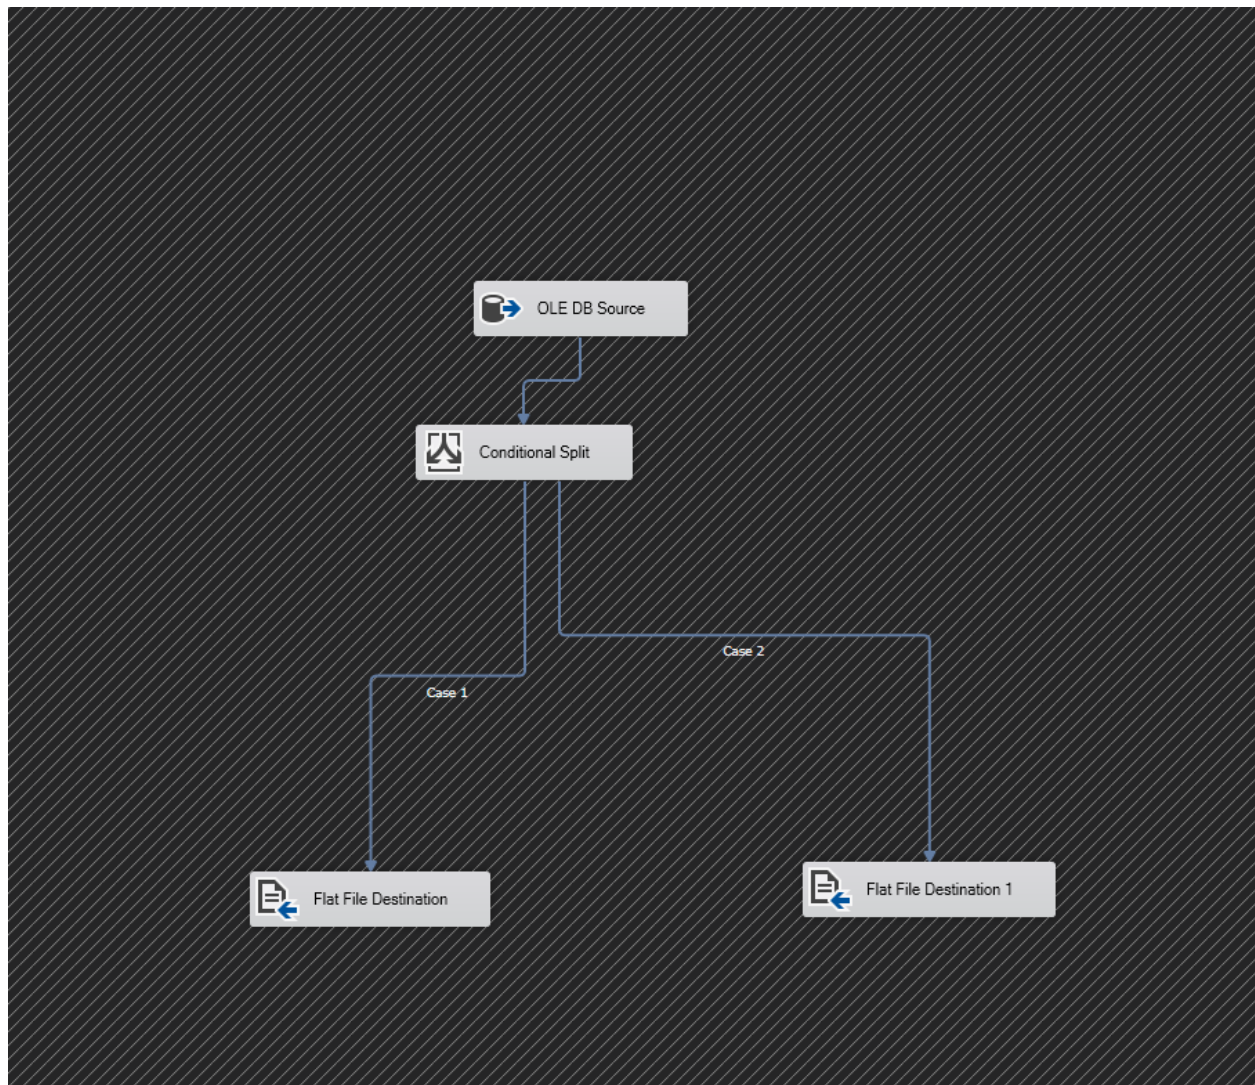 OLE DB Source
Conditional Split
Case 2
Case 1
Flat File Destination
Flat File Destination 1